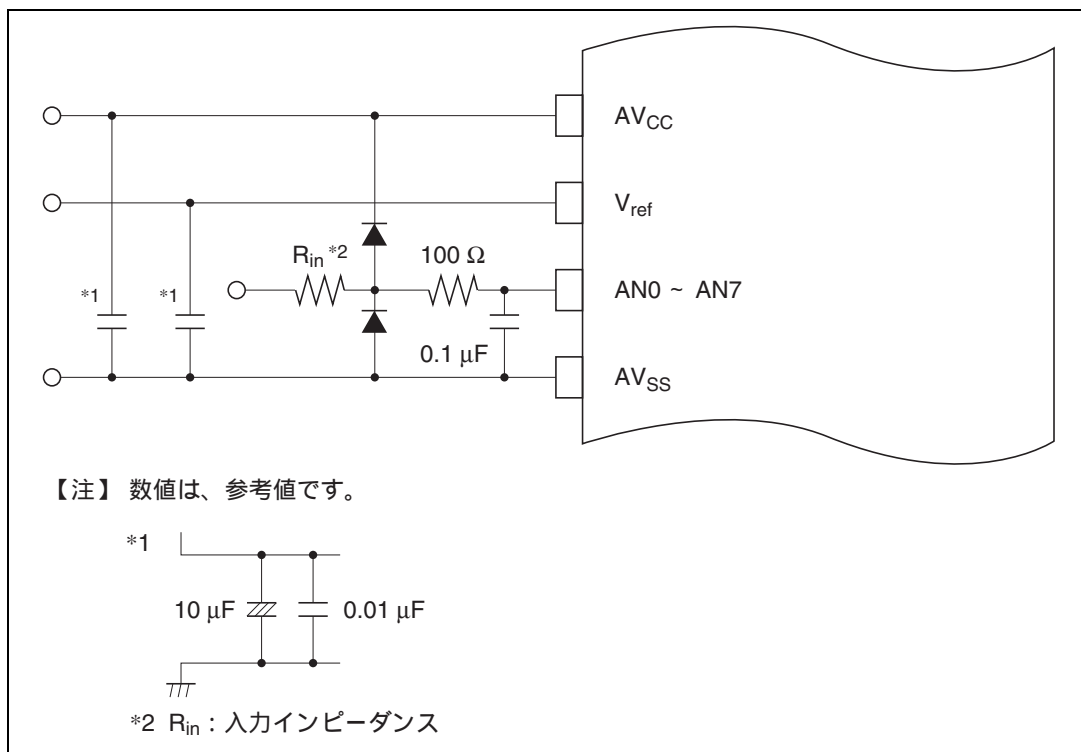 AVCC
Vref
Rin *2
100 Ω
*1
*1
AN0 ~ AN7
0.1 μF
AVSS
【注】 数値は、参考値です。
*1
10 μF
0.01 μF
*2 Rin : 入力インピーダンス